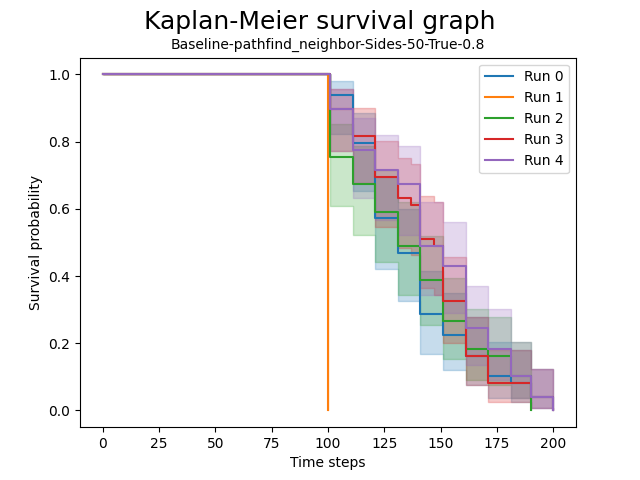 Kaplan-Meier survival graph
Baseline-pathfind_neighbor-Sides-50-True-0.8
Survival probability
1.0
0.8
0.6
0.4
0.2
0.0
Run 0
Run 1
Run 2
Run 3
Run 4
0 25 50 75 100 125 150 175 200
Time steps